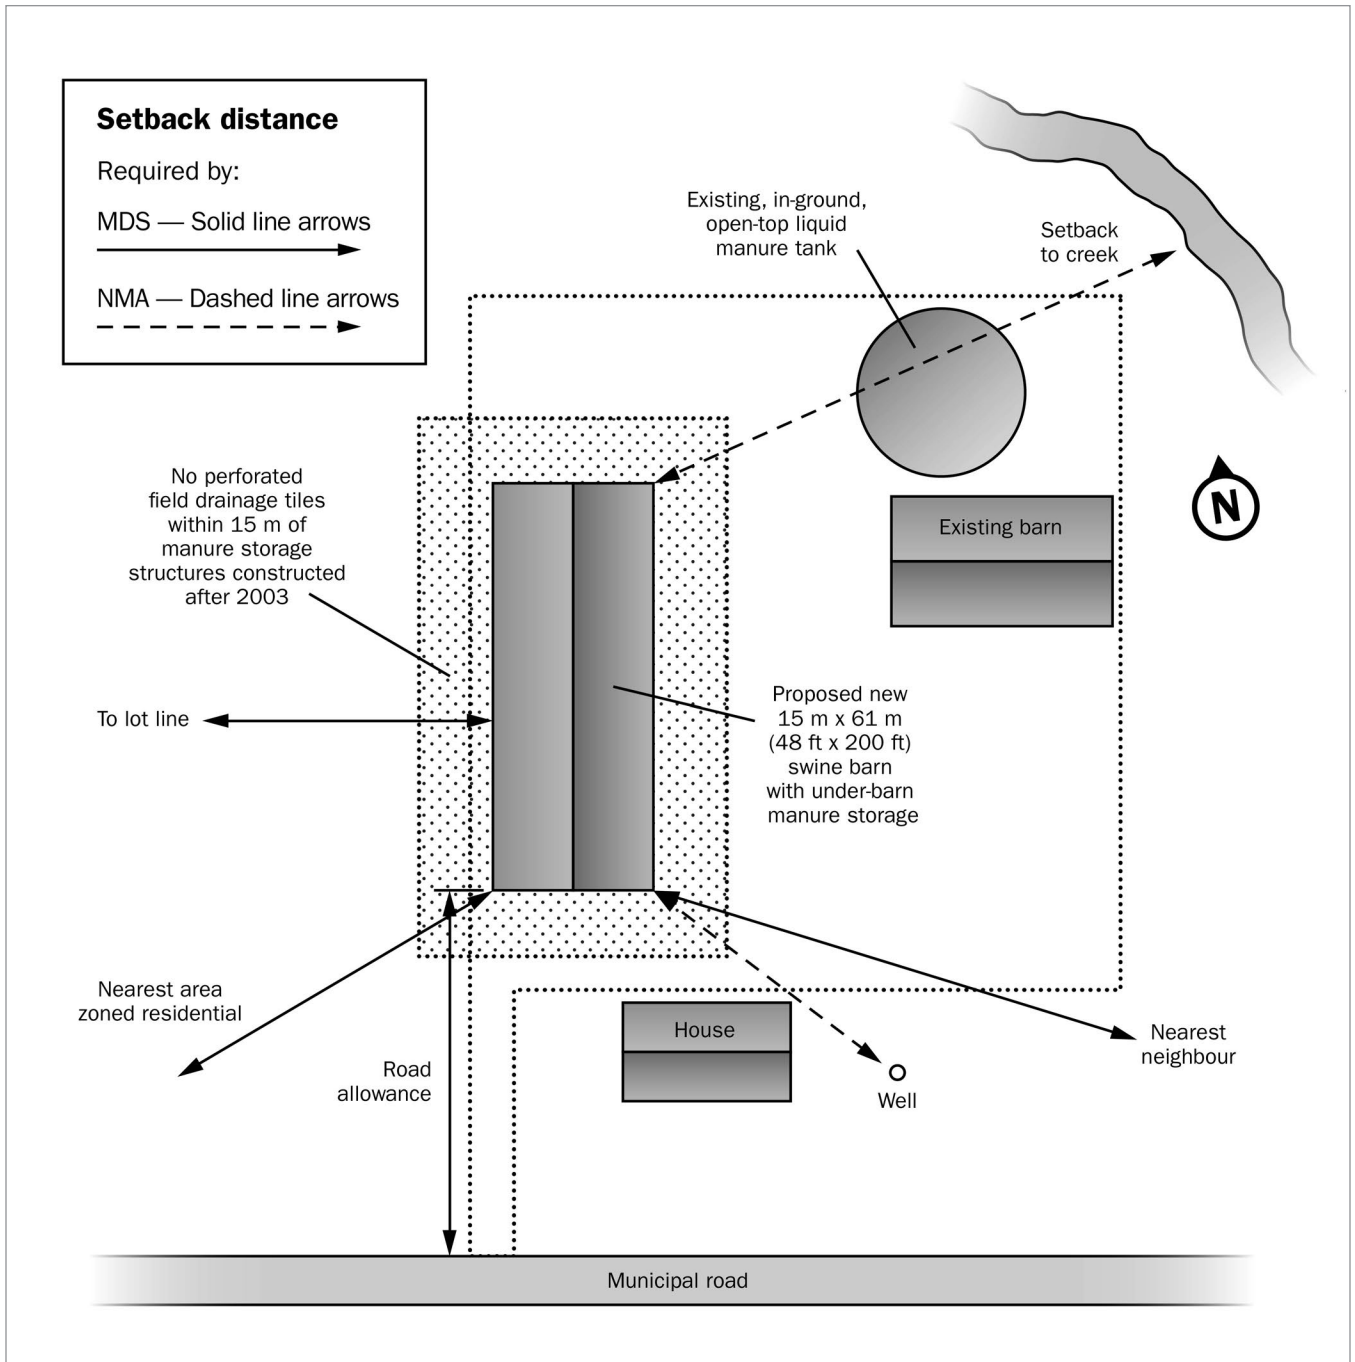 Setback distance
Required by:
MDS — Solid line arrows
NMA — Dashed line arrows
Existing, in-ground,
open-top liquid
manure tank
Setback
to creek
No perforated
field drainage tiles
within 15 m of
manure storage
structures constructed
after 2003
Existing barn
N
To lot line
Proposed new
15 m x 61 m
(48 ft x 200 ft)
swine barn
with under-barn
manure storage
Nearest area
zoned residential
Road
allowance
House
Well
Nearest
neighbour
Municipal road